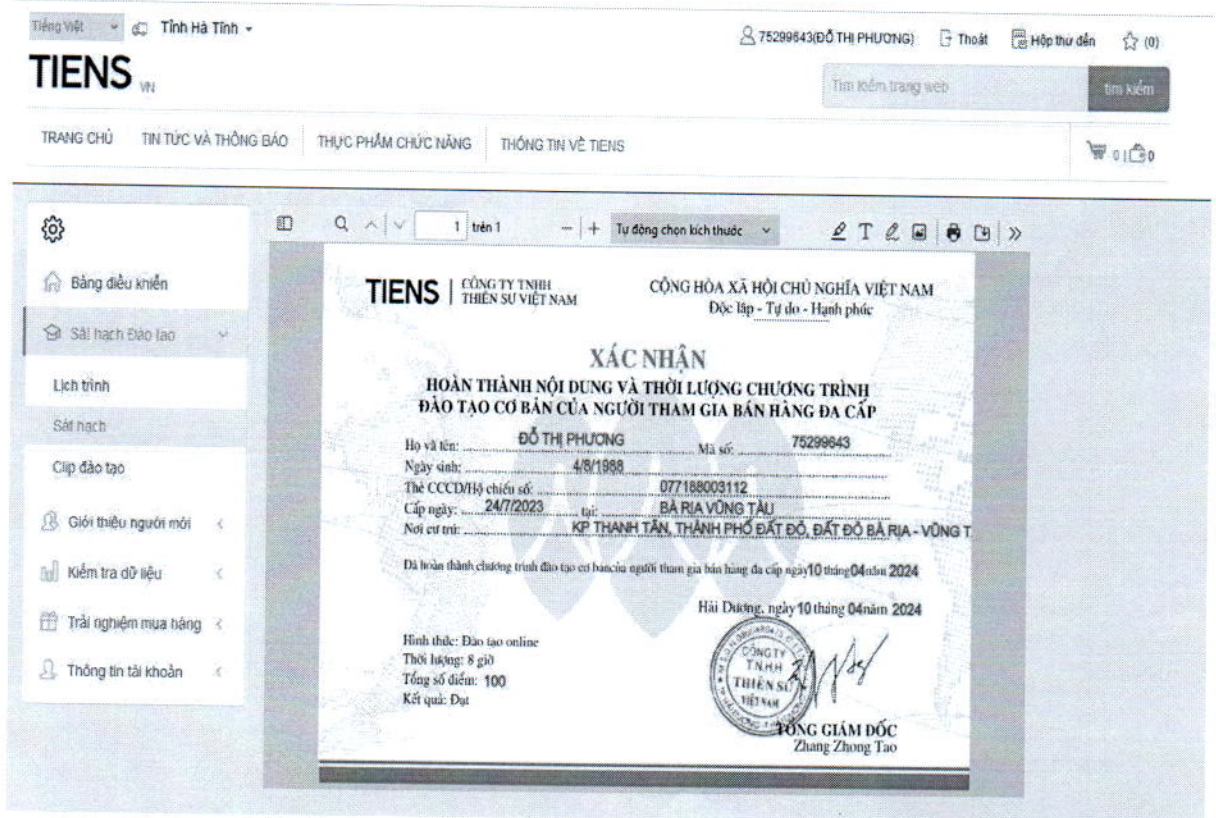 Tiếng Việt Tỉnh Hà Tĩnh
75299643(ĐỖ THỊ PHƯƠNG) Thoát Hộp thư đến (0)
TIENS VN
Tìm kiếm trang web tìm kiếm
TRANG CHỦ TIN TỨC VÀ THÔNG BÁO THỰC PHẨM CHỨC NĂNG THÔNG TIN VỀ TIENS
0 | 0
1 trên 1 Tự động chọn kích thước
Bảng điều khiển
Sát hạch Đào tạo
Lịch trình
Sát hạch
Clip đào tạo
Giới thiệu người mới
Kiểm tra dữ liệu
Trải nghiệm mua hàng
Thông tin tài khoản
TIENS | CÔNG TY TNHH
THIÊN SƯ VIỆT NAM
CỘNG HÒA XÃ HỘI CHỦ NGHĨA VIỆT NAM
Độc lập - Tự do - Hạnh phúc
XÁC NHẬN
HOÀN THÀNH NỘI DUNG VÀ THỜI LƯỢNG CHƯƠNG TRÌNH
ĐÀO TẠO CƠ BẢN CỦA NGƯỜI THAM GIA BÁN HÀNG ĐA CẤP
Họ và tên: ĐỖ THỊ PHƯƠNG Mã số: 75299643
Ngày sinh: 4/8/1988
Thẻ CCCD/Hộ chiếu số: 077188003112
Cấp ngày: 24/7/2023 tại: BÀ RỊA VŨNG TÀU
Nơi cư trú: KP THANH TÂN, THÀNH PHỐ ĐẤT ĐỎ, ĐẤT ĐỎ BÀ RỊA - VŨNG T
Đã hoàn thành chương trình đào tạo cơ bản của người tham gia bán hàng đa cấp ngày 10 tháng 04 năm 2024
Hải Dương, ngày 10 tháng 04 năm 2024
Hình thức: Đào tạo online
Thời lượng: 8 giờ
Tổng số điểm: 100
Kết quả: Đạt
CÔNG TY
T.N.H.H
THIÊN SƯ
VIỆT NAM
TỔNG GIÁM ĐỐC
Zhang Zhong Tao